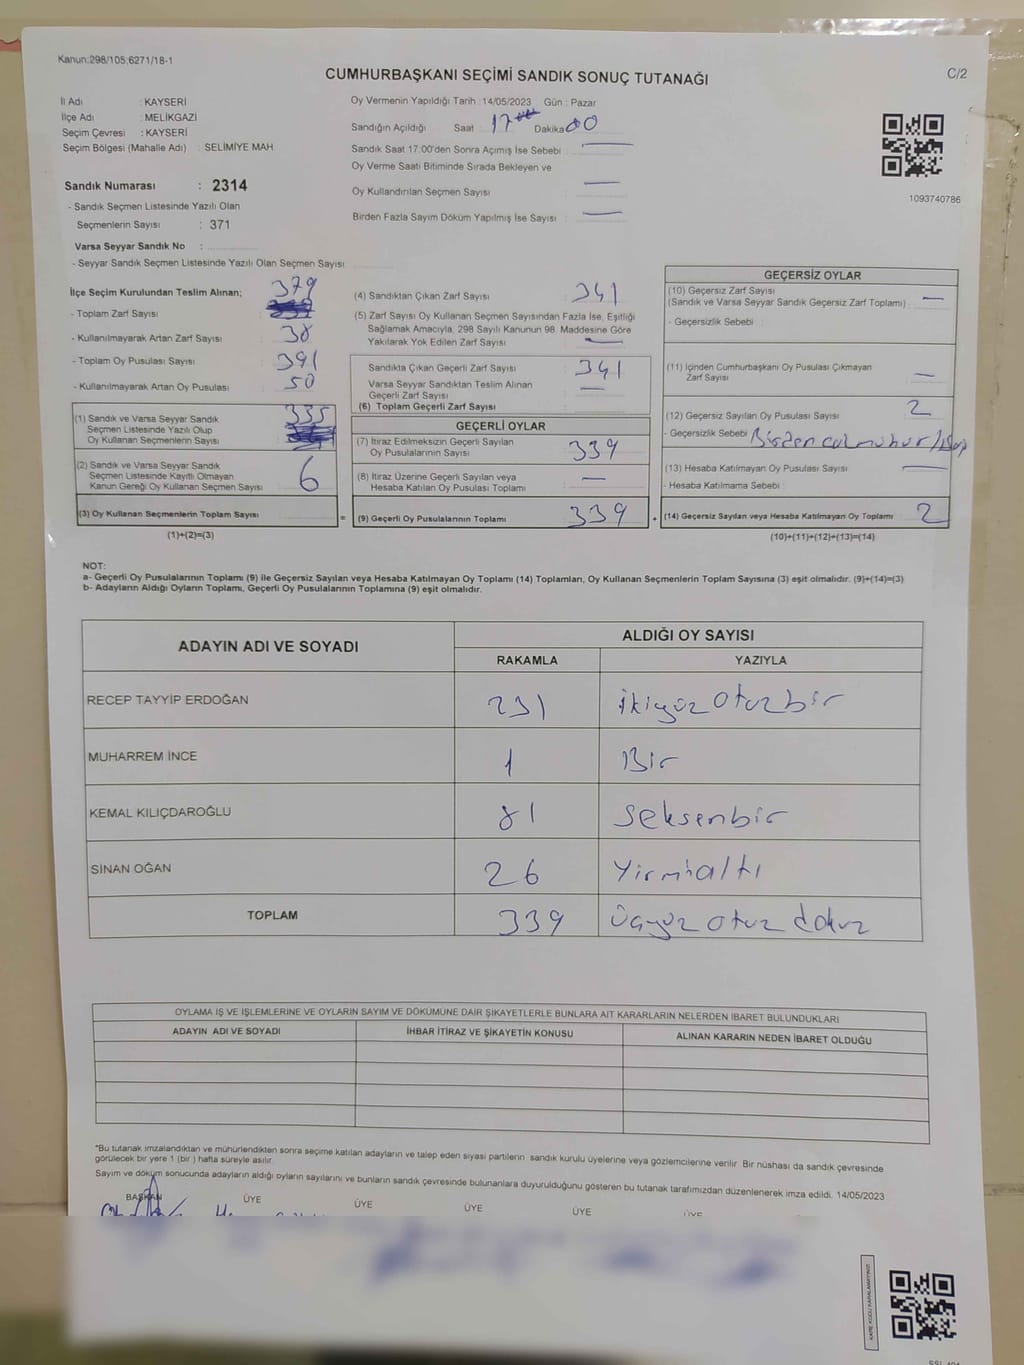 Kanun:298/105;6271/18-1
C/2
CUMHURBAŞKANI SEÇİMİ SANDIK SONUÇ TUTANAĞI
İl Adı : KAYSERİ
İlçe Adı : MELİKGAZİ
Seçim Çevresi : KAYSERİ
Seçim Bölgesi (Mahalle Adı) : SELİMİYE MAH.
Sandık Numarası : 2314
- Sandık Seçmen Listesinde Yazılı Olan
Seçmenlerin Sayısı : 371
Varsa Seyyar Sandık No :
- Seyyar Sandık Seçmen Listesinde Yazılı Olan Seçmen Sayısı
Oy Vermenin Yapıldığı Tarih : 14/05/2023 Gün : Pazar
Sandığın Açıldığı Saat : 17 Dakika 00
Sandık Saat 17:00'den Sonra Açımış İse Sebebi : —
Oy Verme Saati Bitiminde Sırada Bekleyen ve
Oy Kullandırılan Seçmen Sayısı : —
Birden Fazla Sayım Döküm Yapılmış İse Sayısı : —
1093740786
İlçe Seçim Kurulundan Teslim Alınan; 379
- Toplam Zarf Sayısı
- Kullanılmayarak Artan Zarf Sayısı : 38
- Toplam Oy Pusulası Sayısı : 391
- Kullanılmayarak Artan Oy Pusulası : 50
(1) Sandık ve Varsa Seyyar Sandık 335
Seçmen Listesinde Yazılı Olup
Oy Kullanan Seçmenlerin Sayısı
(2) Sandık ve Varsa Seyyar Sandık
Seçmen Listesinde Kayıtlı Olmayan 6
Kanun Gereği Oy Kullanan Seçmen Sayısı
(3) Oy Kullanan Seçmenlerin Toplam Sayısı =
(1)+(2)=(3)
(4) Sandıktan Çıkan Zarf Sayısı : 341
(5) Zarf Sayısı Oy Kullanan Seçmen Sayısından Fazla İse, Eşitliği
Sağlamak Amacıyla, 298 Sayılı Kanunun 98. Maddesine Göre
Yakılarak Yok Edilen Zarf Sayısı : —
Sandıkta Çıkan Geçerli Zarf Sayısı : 341
Varsa Seyyar Sandıktan Teslim Alınan
Geçerli Zarf Sayısı : —
(6) Toplam Geçerli Zarf Sayısı :
GEÇERLİ OYLAR
(7) İtiraz Edilmeksizin Geçerli Sayılan
Oy Pusulalarının Sayısı : 339
(8) İtiraz Üzerine Geçerli Sayılan veya
Hesaba Katılan Oy Pusulası Toplamı : —
(9) Geçerli Oy Pusulalarının Toplamı : 339 +
GEÇERSİZ OYLAR
(10) Geçersiz Zarf Sayısı
(Sandık ve Varsa Seyyar Sandık Geçersiz Zarf Toplamı) : —
- Geçersizlik Sebebi :
(11) İçinden Cumhurbaşkanı Oy Pusulası Çıkmayan
Zarf Sayısı : —
(12) Geçersiz Sayılan Oy Pusulası Sayısı : 2
- Geçersizlik Sebebi : Birden
(13) Hesaba Katılmayan Oy Pusulası Sayısı : —
- Hesaba Katılmama Sebebi :
(14) Geçersiz Sayılan veya Hesaba Katılmayan Oy Toplamı : 2
(10)+(11)+(12)+(13)=(14)
NOT:
a- Geçerli Oy Pusulalarının Toplamı (9) ile Geçersiz Sayılan veya Hesaba Katılmayan Oy Toplamı (14) Toplamları, Oy Kullanan Seçmenlerin Toplam Sayısına (3) eşit olmalıdır. (9)+(14)=(3)
b- Adayların Aldığı Oyların Toplamı, Geçerli Oy Pusulalarının Toplamına (9) eşit olmalıdır.
ADAYIN ADI VE SOYADI ALDIĞI OY SAYISI
RAKAMLA YAZIYLA
RECEP TAYYİP ERDOĞAN 231 ikiyüz otuzbir
MUHARREM İNCE 1 Bir
KEMAL KILIÇDAROĞLU 81 Seksenbir
SİNAN OĞAN 26 Yirmialtı
TOPLAM 339 üçyüz otuz dokuz
OYLAMA İŞ VE İŞLEMLERİNE VE OYLARIN SAYIM VE DÖKÜMÜNE DAİR ŞİKAYETLERLE BUNLARA AİT KARARLARIN NELERDEN İBARET BULUNDUKLARI
ADAYIN ADI VE SOYADI İHBAR İTİRAZ VE ŞİKAYETİN KONUSU ALINAN KARARIN NEDEN İBARET OLDUĞU
*Bu tutanak imzalandıktan ve mühürlendikten sonra seçime katılan adayların ve talep eden siyasi partilerin sandık kurulu üyelerine veya gözlemcilerine verilir. Bir nüshası da sandık çevresinde
görülecek bir yere 1 (bir) hafta süreyle asılır.
Sayım ve döküm sonucunda adayların aldığı oyların sayılarını ve bunların sandık çevresinde bulunanlara duyurulduğunu gösteren bu tutanak tarafımızdan düzenlenerek imza edildi. 14/05/2023
BAŞKAN ÜYE ÜYE ÜYE ÜYE ÜYE